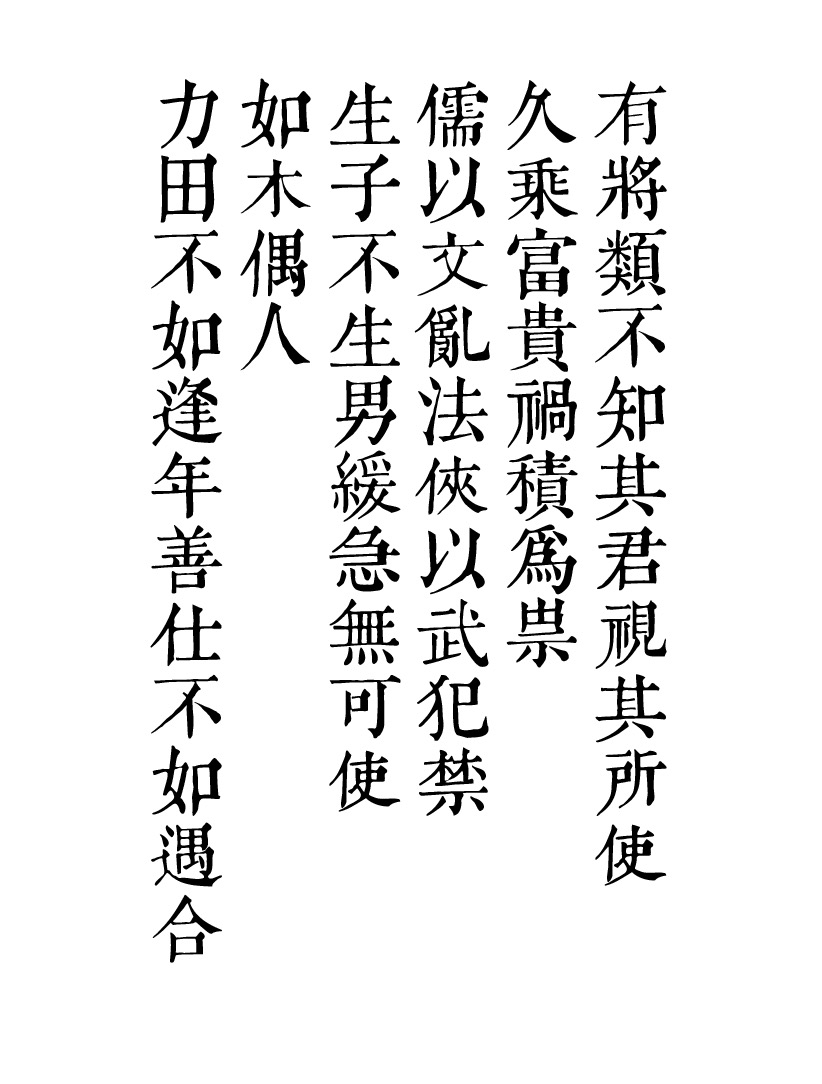 有將類不知其君視其所使
久乘富貴禍積爲祟
儒以文亂法俠以武犯禁
生子不生男緩急無可使
如木偶人
力田不如逢年善仕不如遇合